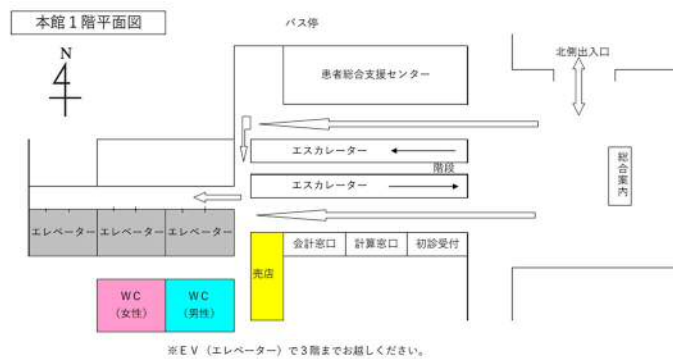 本館１階平面図
バス停
N
北側出入口
患者総合支援センター
エスカレーター
階段
エスカレーター
総合案内
エレベーター
エレベーター
エレベーター
会計窓口
計算窓口
初診受付
売店
WC
（女性）
WC
（男性）
※ＥＶ（エレベーター）で３階までお越しください。